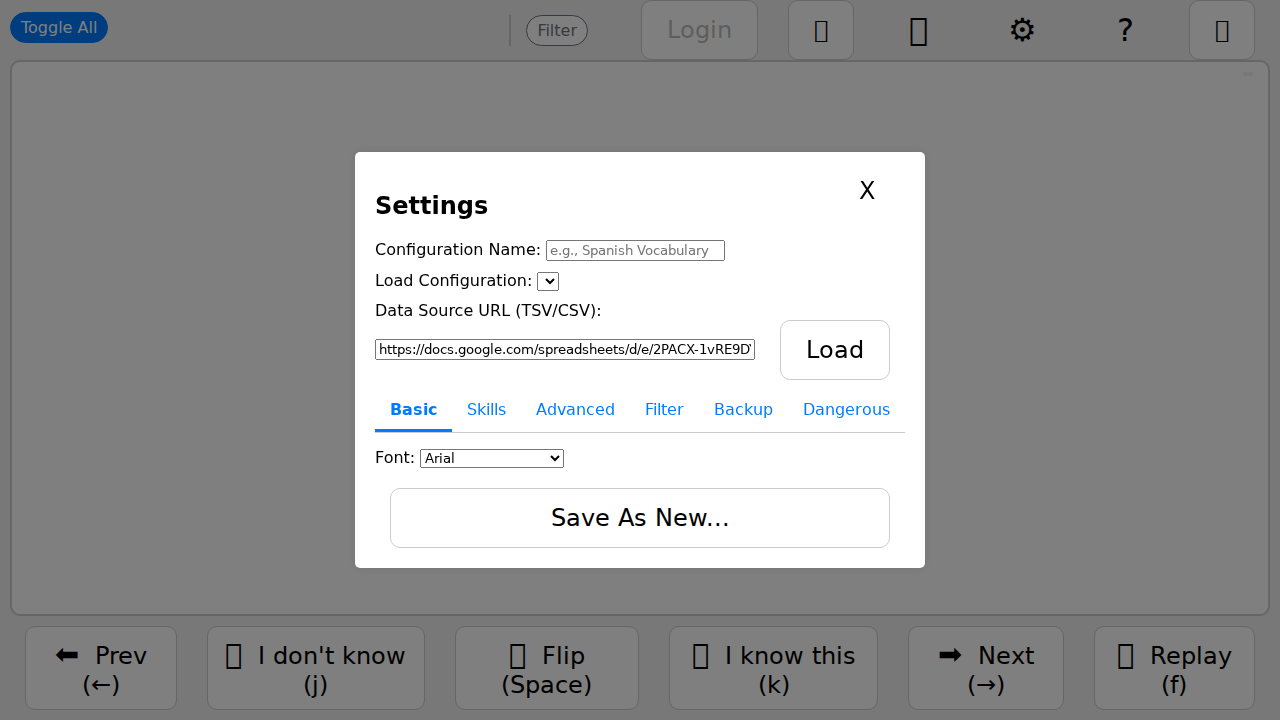 Toggle All
Filter
Login
?
Settings
X
Configuration Name: e.g., Spanish Vocabulary
Load Configuration:
Data Source URL (TSV/CSV):
https://docs.google.com/spreadsheets/d/e/2PACX-1vRE9D
Load
Basic Skills Advanced Filter Backup Dangerous
Font: Arial
Save As New...
⬅ Prev
(←)
I don't know
(j)
Flip
(Space)
I know this
(k)
➡ Next
(→)
Replay
(f)